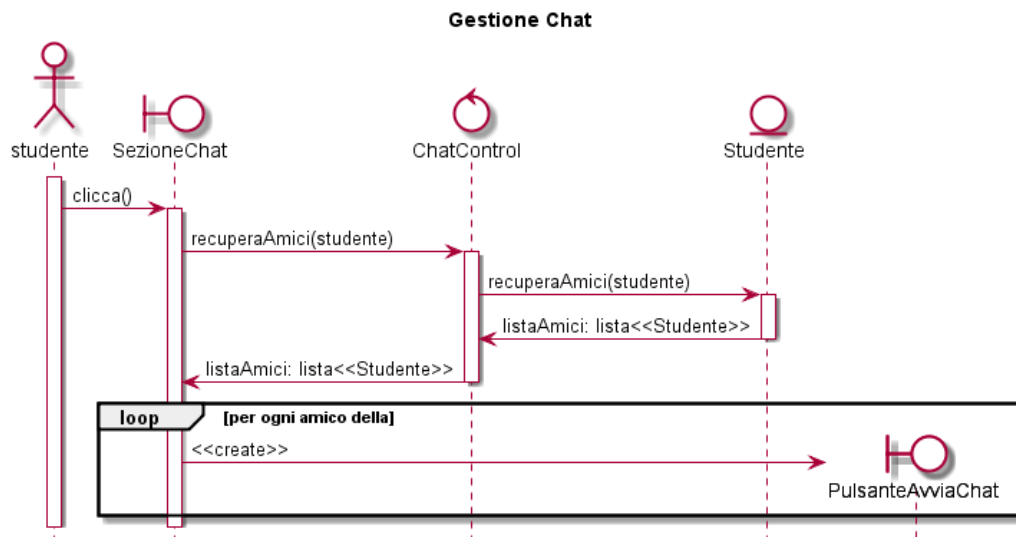 Gestione Chat
studente
SezioneChat
ChatControl
Studente
clicca()
recuperaAmici(studente)
recuperaAmici(studente)
listaAmici: lista<<Studente>>
listaAmici: lista<<Studente>>
loop [per ogni amico della]
<<create>>
PulsanteAvviaChat